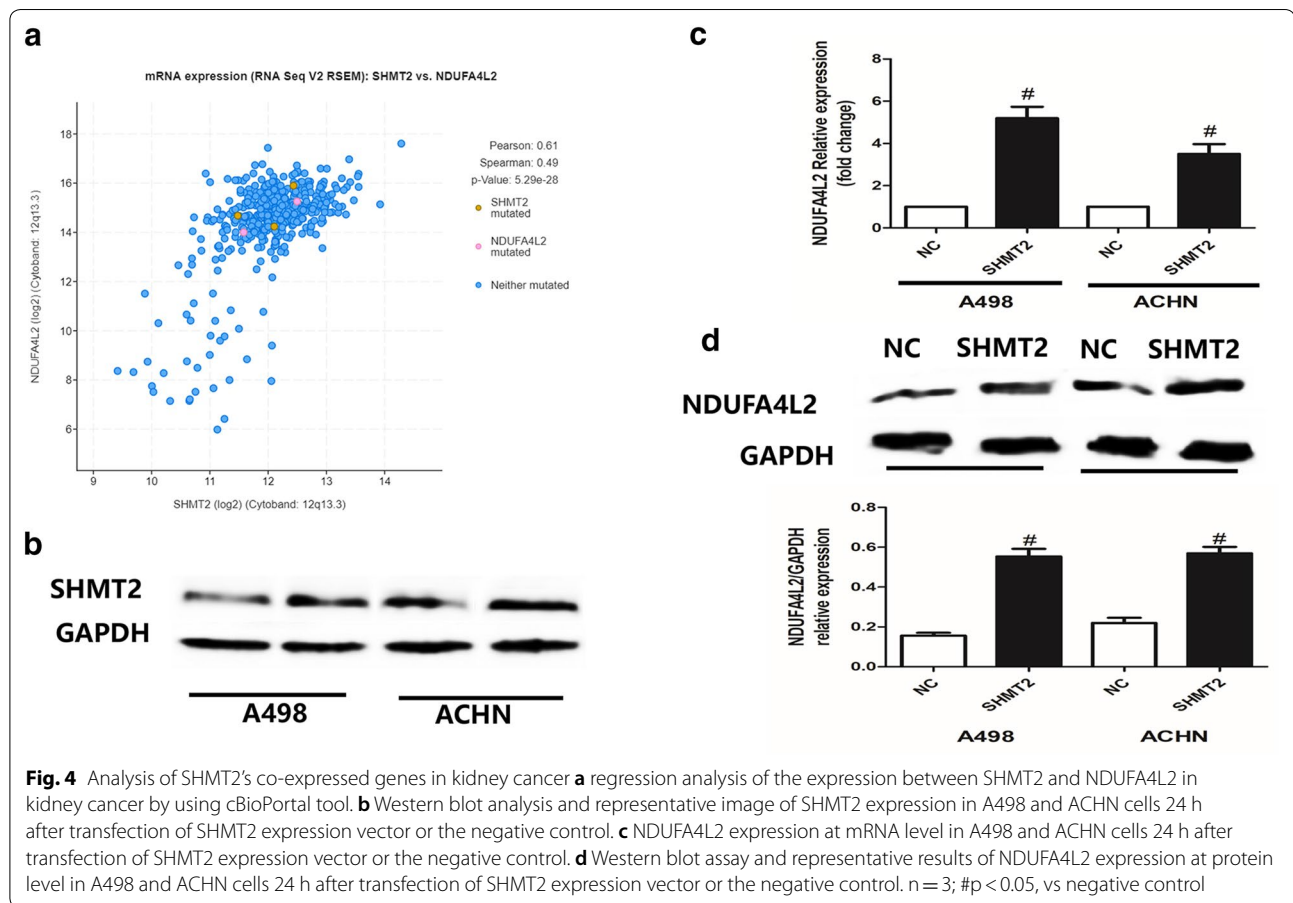 a
mRNA expression (RNA Seq V2 RSEM): SHMT2 vs. NDUFA4L2
NDUFA4L2 (log2) (Cytoband: 12q13.3)
18
16
14
12
10
8
6
9 10 11 12 13 14
SHMT2 (log2) (Cytoband: 12q13.3)
Pearson: 0.61
Spearman: 0.49
p-Value: 5.29e-28
SHMT2
mutated
NDUFA4L2
mutated
Neither mutated
b
SHMT2
GAPDH
A498 ACHN
c
NDUFA4L2 Relative expression
(fold change)
8
6
4
2
0
# #
NC SHMT2 NC SHMT2
A498 ACHN
d
NC SHMT2 NC SHMT2
NDUFA4L2
GAPDH
NDUFA4L2/GAPDH
relative expression
0.8
0.6
0.4
0.2
0.0
# #
NC SHMT2 NC SHMT2
A498 ACHN
Fig. 4 Analysis of SHMT2's co-expressed genes in kidney cancer a regression analysis of the expression between SHMT2 and NDUFA4L2 in
kidney cancer by using cBioPortal tool. b Western blot analysis and representative image of SHMT2 expression in A498 and ACHN cells 24 h
after transfection of SHMT2 expression vector or the negative control. c NDUFA4L2 expression at mRNA level in A498 and ACHN cells 24 h after
transfection of SHMT2 expression vector or the negative control. d Western blot assay and representative results of NDUFA4L2 expression at protein
level in A498 and ACHN cells 24 h after transfection of SHMT2 expression vector or the negative control. n = 3; #p < 0.05, vs negative control